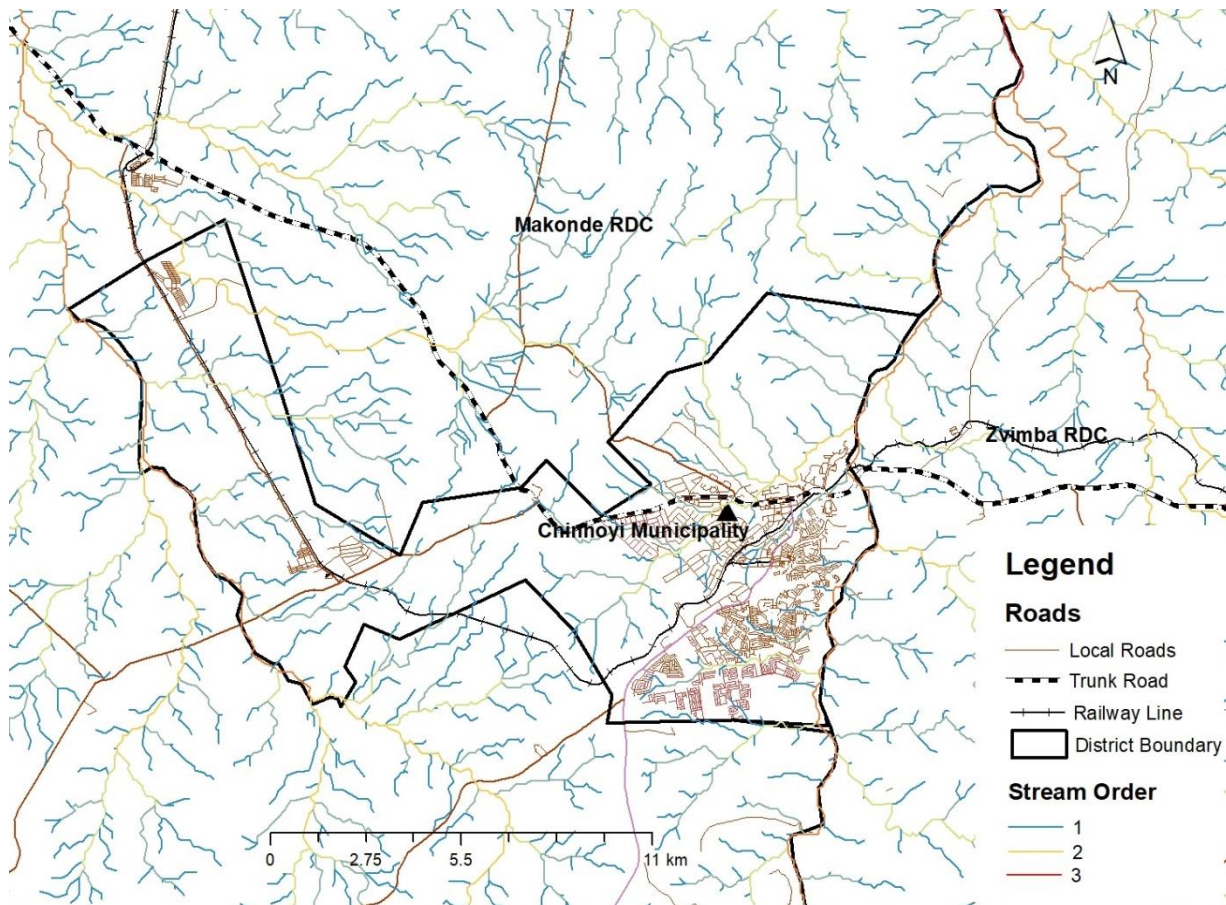 N
Makonde RDC
Zvimba RDC
Chinhoyi Municipality
Legend
Roads
Local Roads
Trunk Road
Railway Line
District Boundary
Stream Order
1
2
3
0 2.75 5.5 11 km